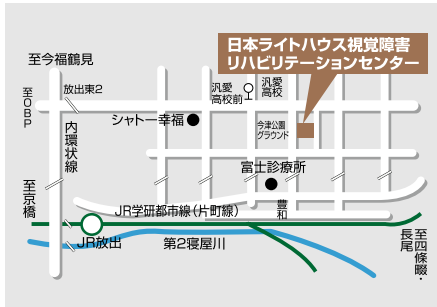 日本ライトハウス視覚障害
リハビリテーションセンター
至今福鶴見
至OBP
放出東2
汎愛
高校前
汎愛
高校
シャトー幸福
今津公園
グラウンド
内環状線
富士診療所
至京橋
JR学研都市線（片町線）
豊和
JR放出
第2寝屋川
至四條畷・
長尾